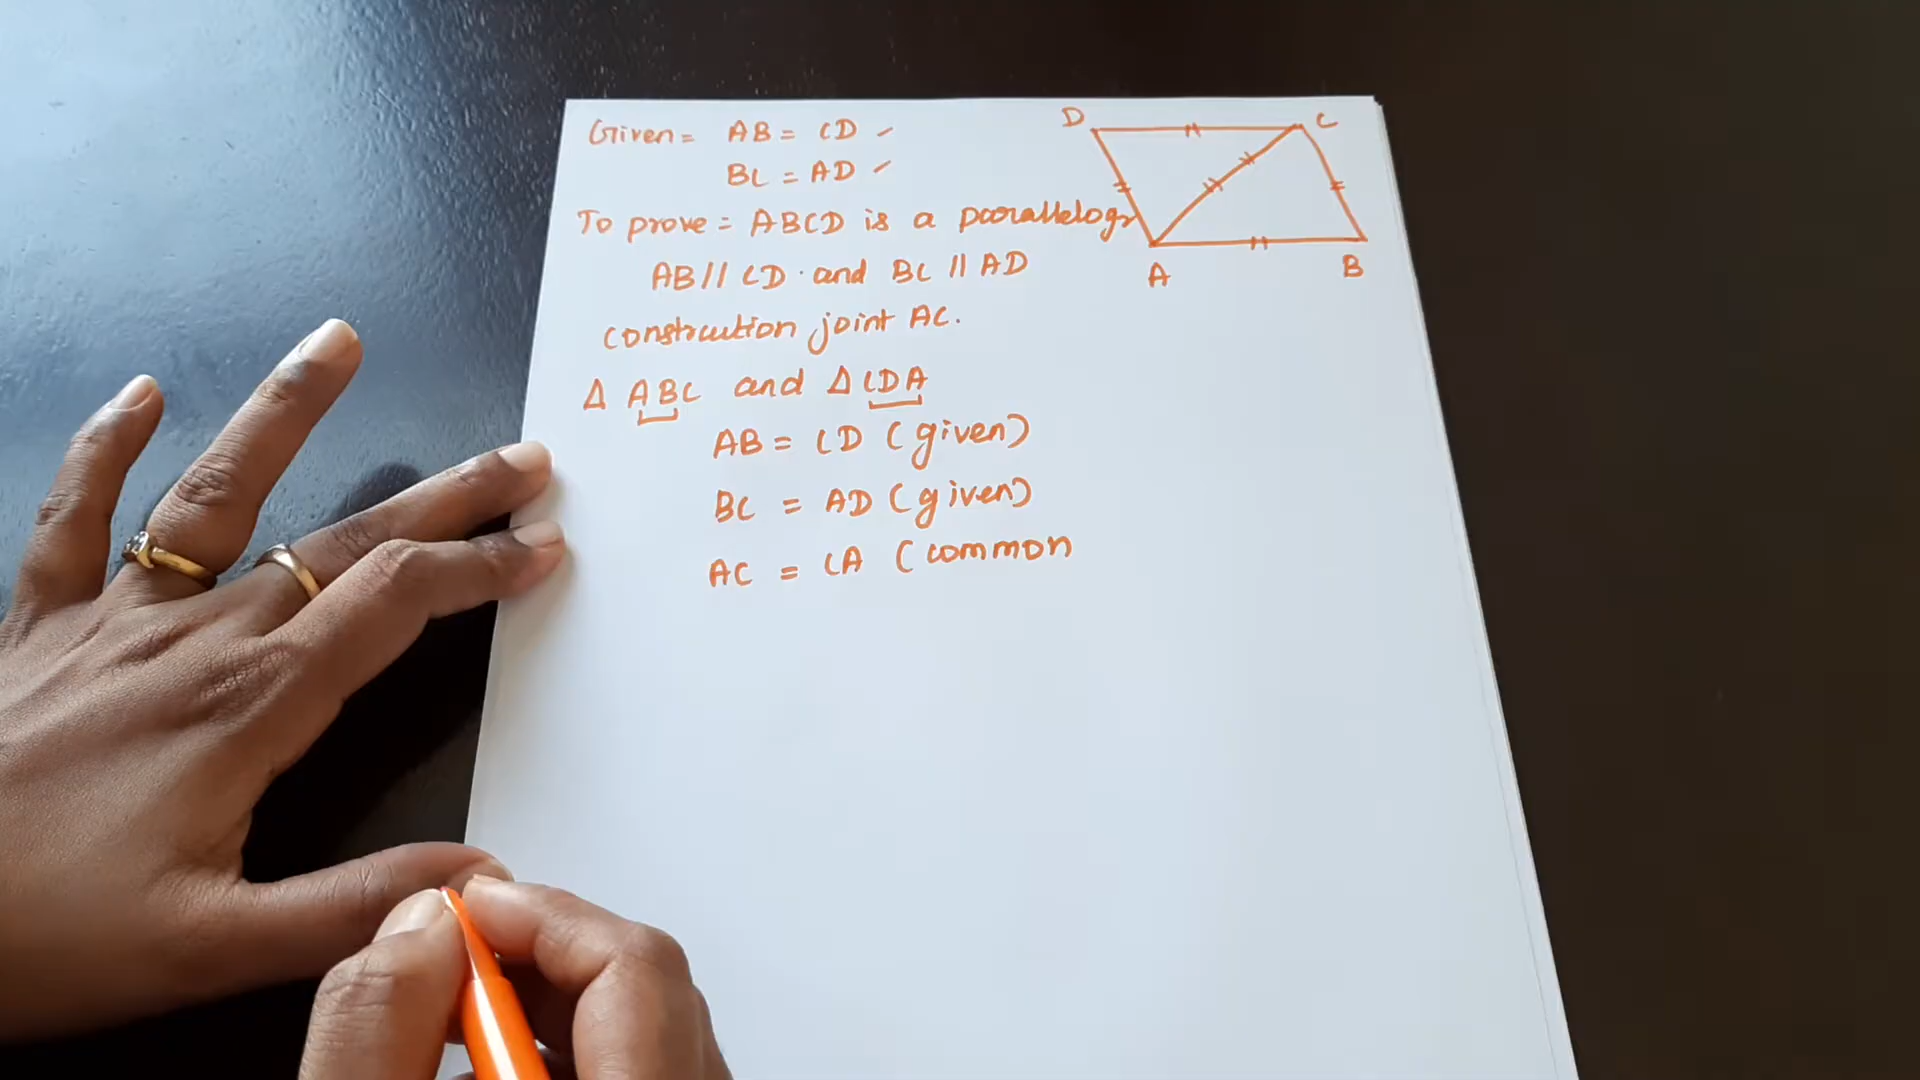 Given = AB = CD ✓
BC = AD ✓
To prove = ABCD is a parallelogr
AB // CD . and BC // AD
construction joint AC.
Δ ABC and Δ CDA
AB = CD (given)
BC = AD (given)
AC = CA (common
D C
A B